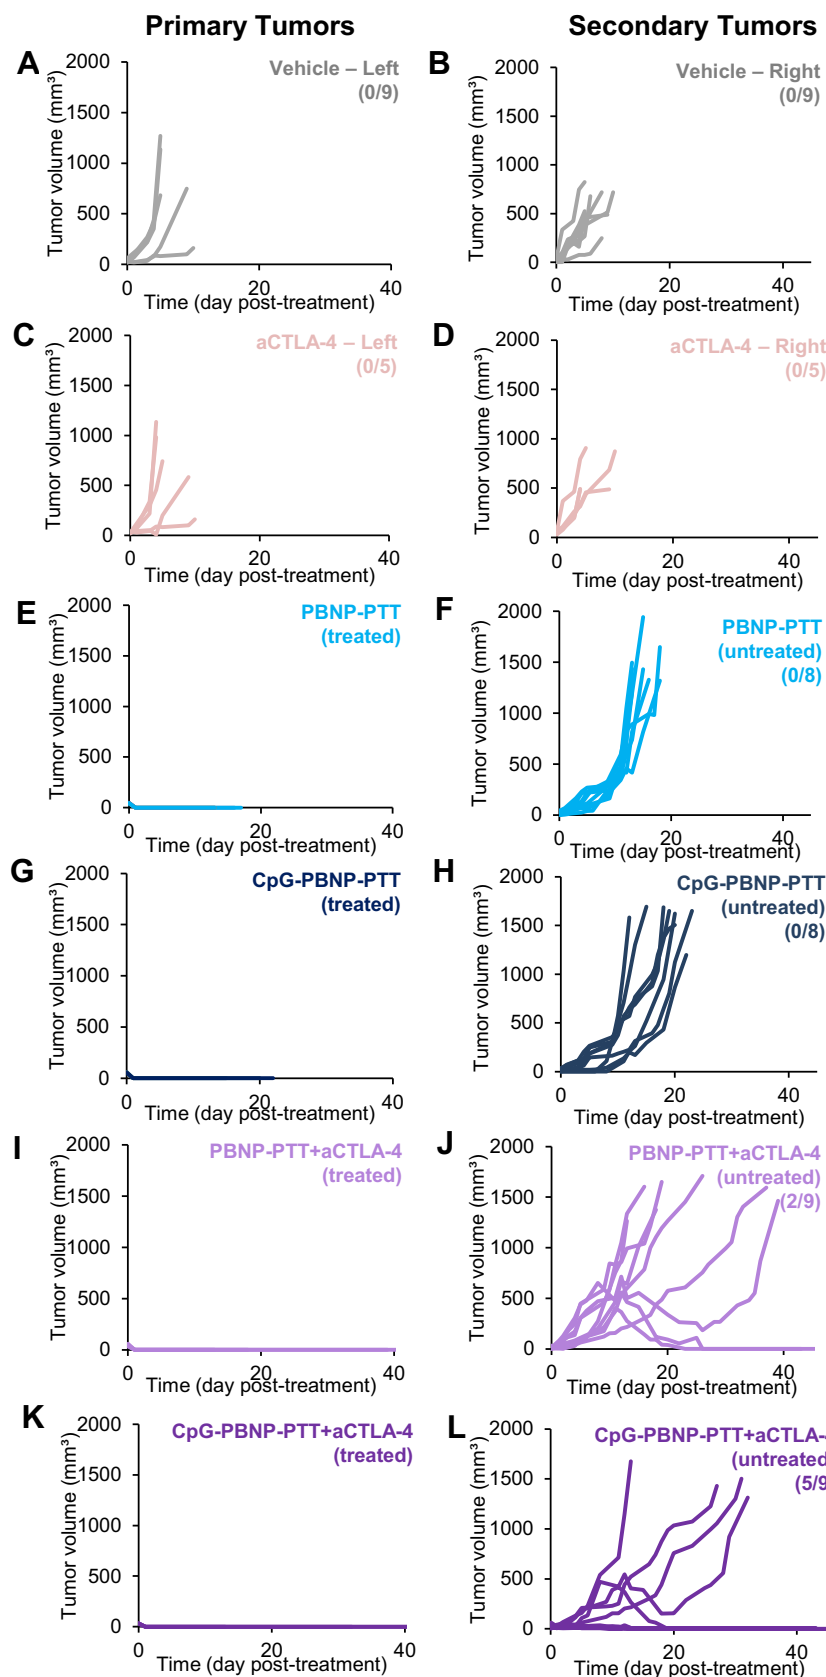 Primary Tumors
Secondary Tumors
A
Vehicle – Left
(0/9)
Tumor volume (mm³)
2000
1500
1000
500
0
0 20 40
Time (day post-treatment)
B
Vehicle – Right
(0/9)
Tumor volume (mm³)
2000
1500
1000
500
0
0 20 40
Time (day post-treatment)
C
aCTLA-4 – Left
(0/5)
Tumor volume (mm³)
2000
1500
1000
500
0
0 20 40
Time (day post-treatment)
D
aCTLA-4 – Right
(0/5)
Tumor volume (mm³)
2000
1500
1000
500
0
0 20 40
Time (day post-treatment)
E
PBNP-PTT
(treated)
Tumor volume (mm³)
2000
1500
1000
500
0
0 20 40
Time (day post-treatment)
F
PBNP-PTT
(untreated)
(0/8)
Tumor volume (mm³)
2000
1500
1000
500
0
0 20 40
Time (day post-treatment)
G
CpG-PBNP-PTT
(treated)
Tumor volume (mm³)
2000
1500
1000
500
0
0 20 40
Time (day post-treatment)
H
CpG-PBNP-PTT
(untreated)
(0/8)
Tumor volume (mm³)
2000
1500
1000
500
0
0 20 40
Time (day post-treatment)
I
PBNP-PTT+aCTLA-4
(treated)
Tumor volume (mm³)
2000
1500
1000
500
0
0 20 40
Time (day post-treatment)
J
PBNP-PTT+aCTLA-4
(untreated)
(2/9)
Tumor volume (mm³)
2000
1500
1000
500
0
0 20 40
Time (day post-treatment)
K
CpG-PBNP-PTT+aCTLA-4
(treated)
Tumor volume (mm³)
2000
1500
1000
500
0
0 20 40
Time (day post-treatment)
L
CpG-PBNP-PTT+aCTLA-4
(untreated
(5/9
Tumor volume (mm³)
2000
1500
1000
500
0
0 20 40
Time (day post-treatment)